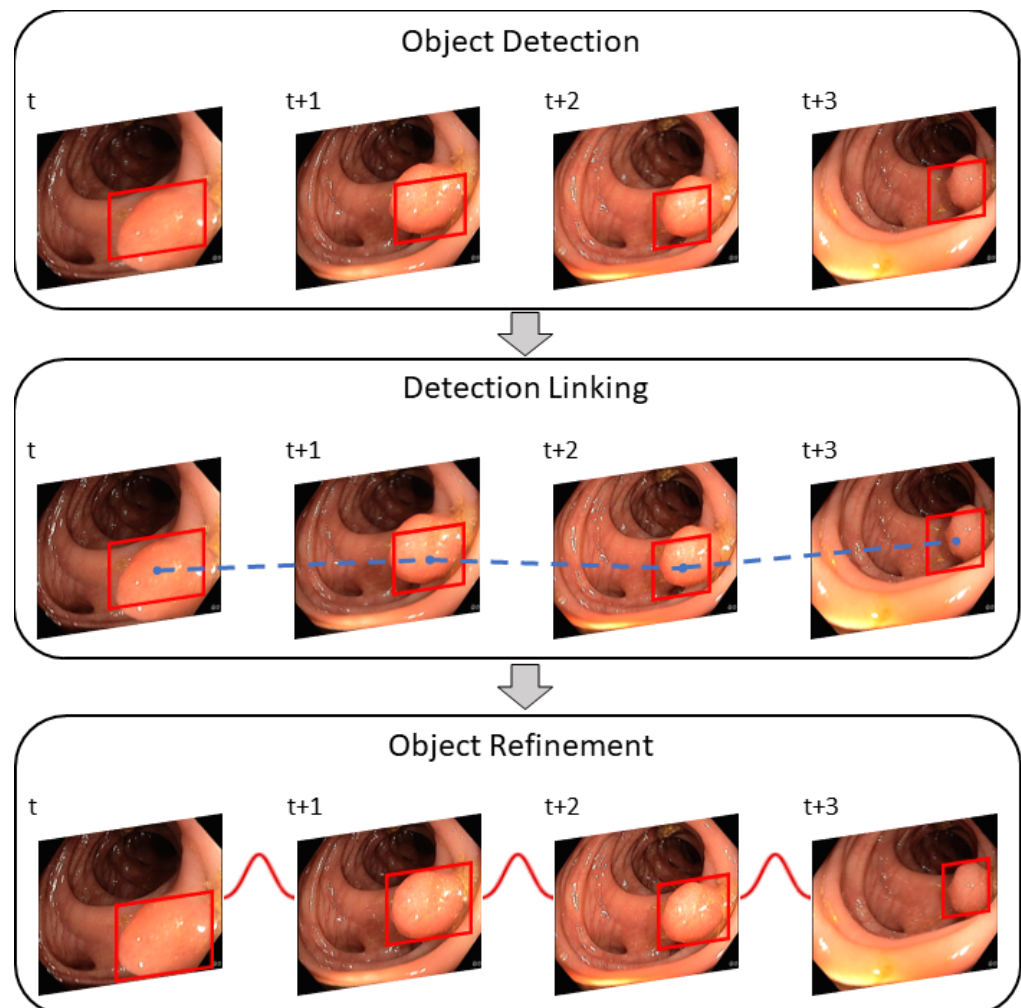 Object Detection
t
t+1
t+2
t+3
Detection Linking
t
t+1
t+2
t+3
Object Refinement
t
t+1
t+2
t+3